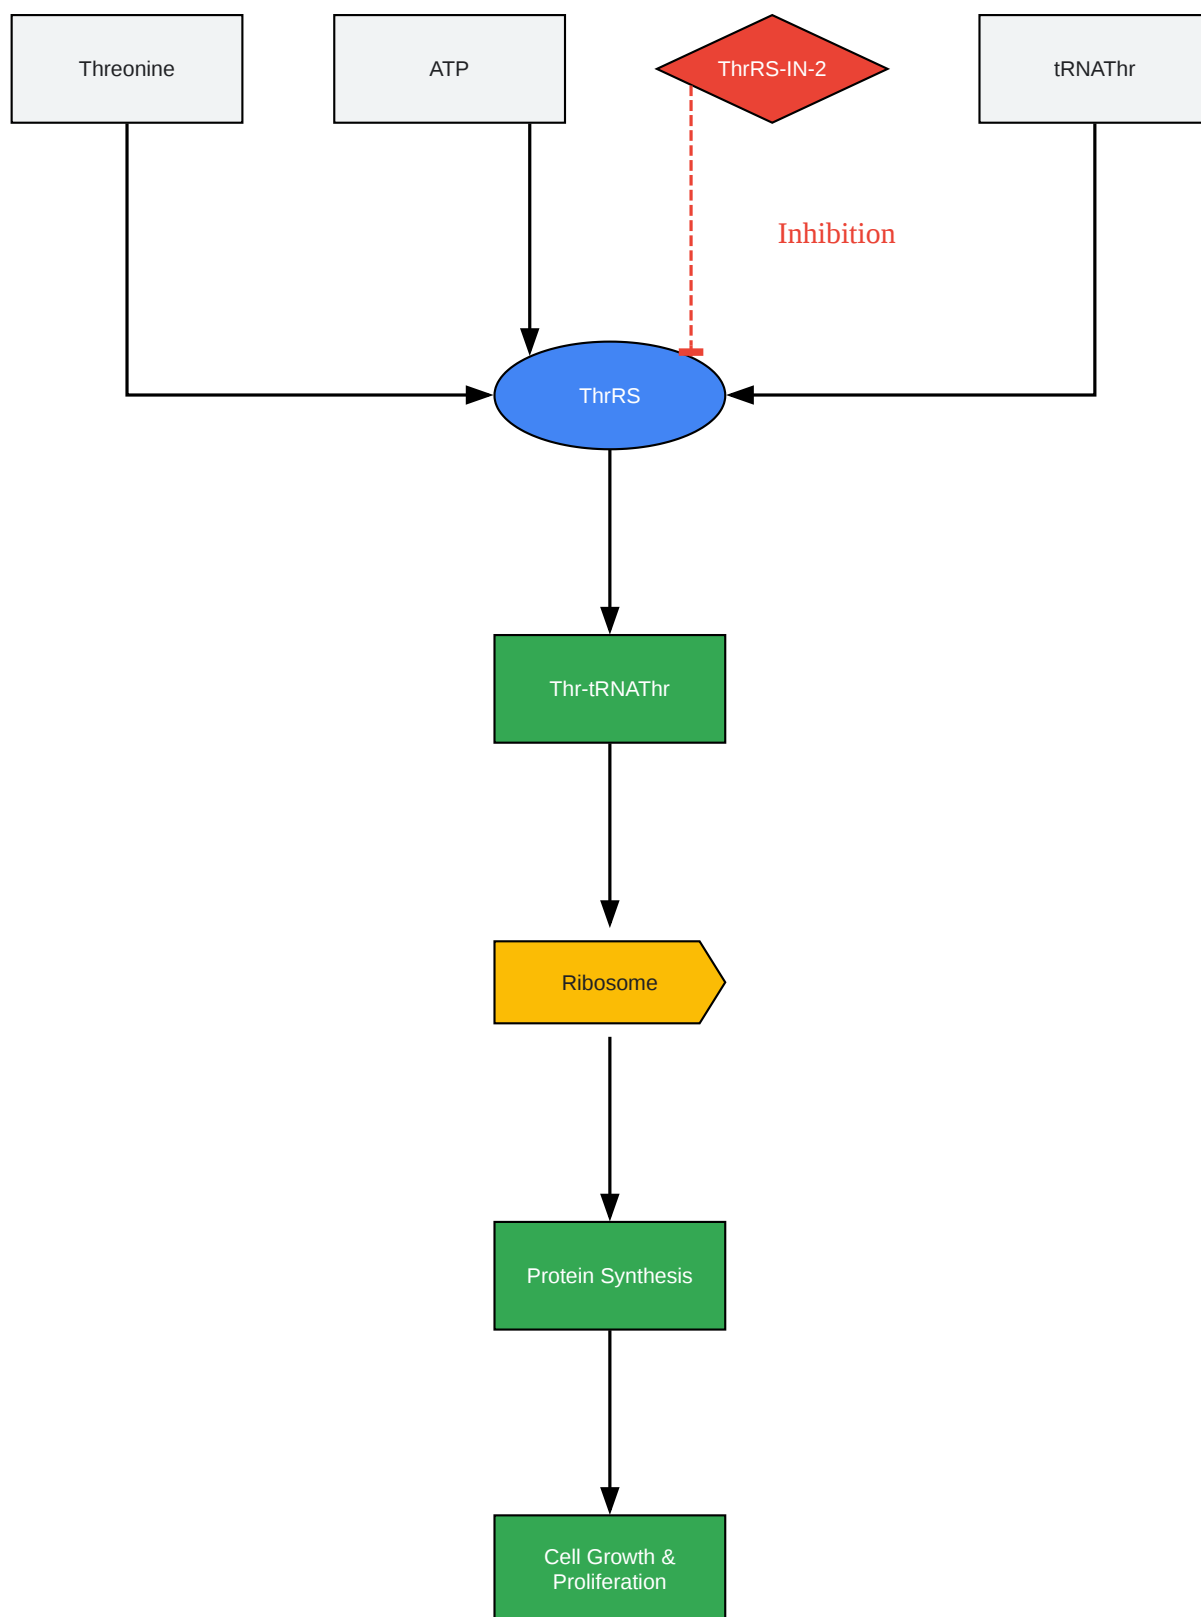 Threonine
ATP
ThrRS-IN-2
tRNAThr
Inhibition
ThrRS
Thr-tRNAThr
Ribosome
Protein Synthesis
Cell Growth &
Proliferation